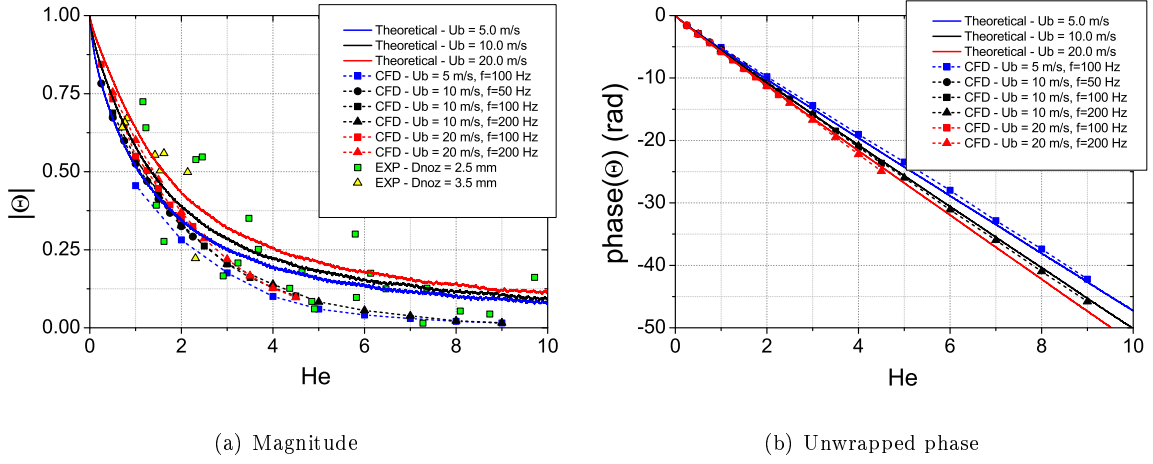 1.00
0.75
0.50
0.25
0.00
|Θ|
0 2 4 6 8 10
He
Theoretical - Ub = 5.0 m/s
Theoretical - Ub = 10.0 m/s
Theoretical - Ub = 20.0 m/s
CFD - Ub = 5 m/s, f=100 Hz
CFD - Ub = 10 m/s, f=50 Hz
CFD - Ub = 10 m/s, f=100 Hz
CFD - Ub = 10 m/s, f=200 Hz
CFD - Ub = 20 m/s, f=100 Hz
CFD - Ub = 20 m/s, f=200 Hz
EXP - Dnoz = 2.5 mm
EXP - Dnoz = 3.5 mm
(a) Magnitude
0
-10
-20
-30
-40
-50
phase(Θ) (rad)
0 2 4 6 8 10
He
Theoretical - Ub = 5.0 m/s
Theoretical - Ub = 10.0 m/s
Theoretical - Ub = 20.0 m/s
CFD - Ub = 5 m/s, f=100 Hz
CFD - Ub = 10 m/s, f=50 Hz
CFD - Ub = 10 m/s, f=100 Hz
CFD - Ub = 10 m/s, f=200 Hz
CFD - Ub = 20 m/s, f=100 Hz
CFD - Ub = 20 m/s, f=200 Hz
(b) Unwrapped phase